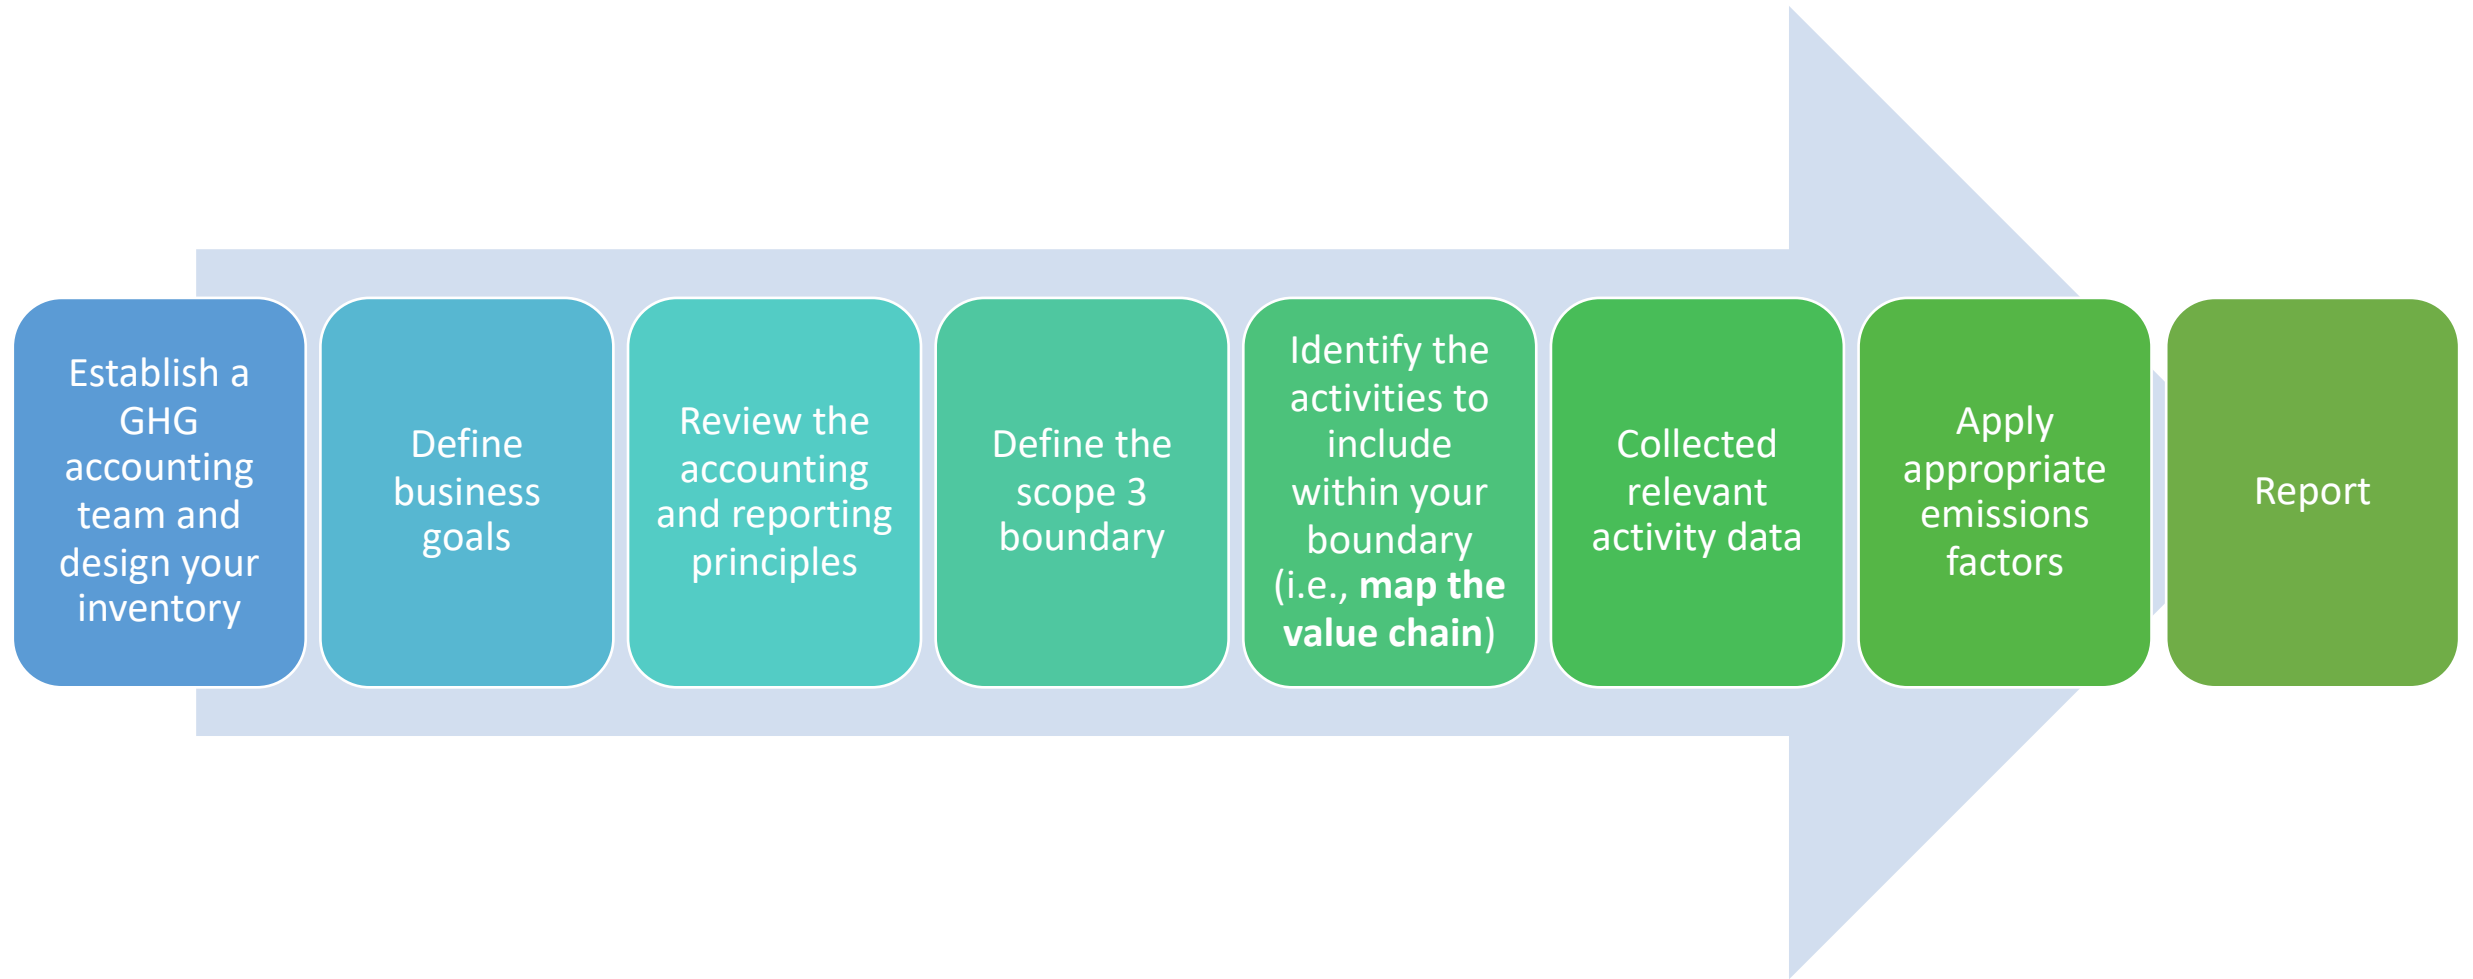 Establish a
GHG
accounting
team and
design your
inventory
Define
business
goals
Review the
accounting
and reporting
principles
Define the
scope 3
boundary
Identify the
activities to
include
within your
boundary
(i.e., map the
value chain)
Collected
relevant
activity data
Apply
appropriate
emissions
factors
Report